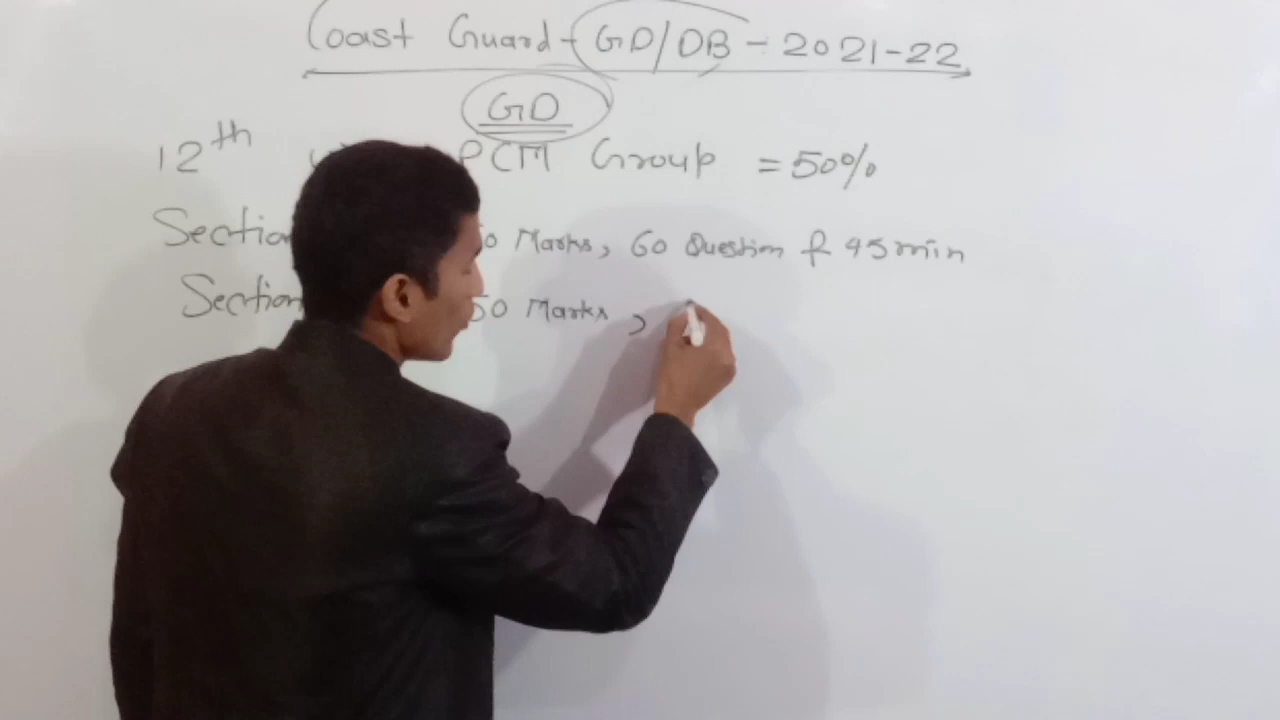 Coast Guard - GD/DB - 2021-22
GD
12th PCM Group = 50%
Section 0 Marks, 60 Question & 45 min
Section 50 Marks,